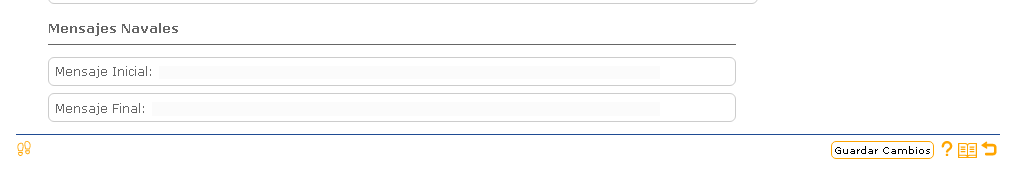 Mensajes Navales
Mensaje Inicial:
Mensaje Final:
Guardar Cambios
?